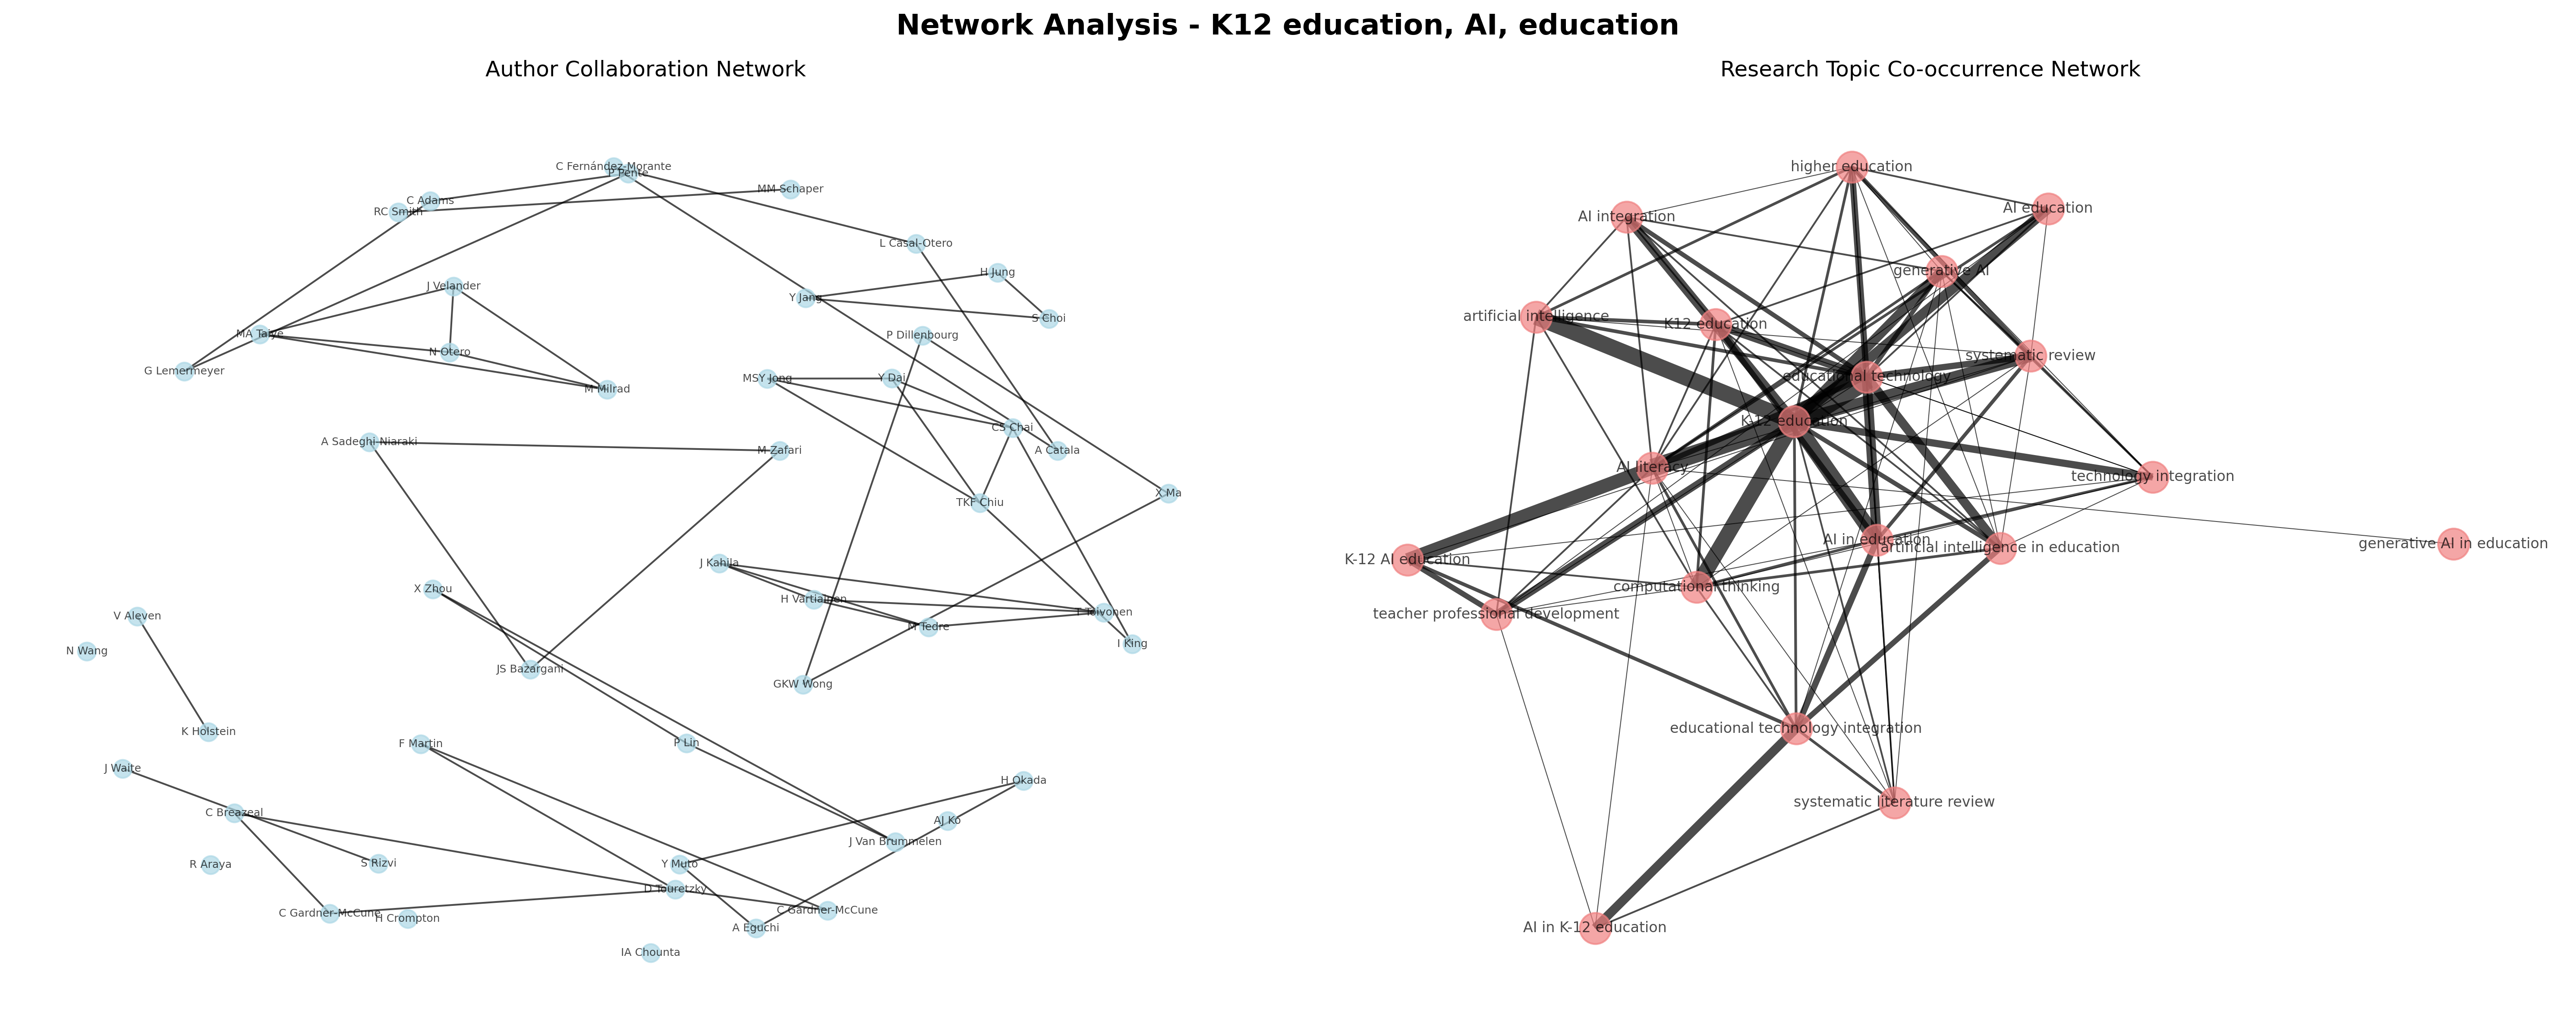 Network Analysis - K12 education, AI, education
Author Collaboration Network
C Fernández-Morante
P Pente
MM Schaper
C Adams
RC Smith
L Casal-Otero
H Jung
J Velander
Y Jang
S Choi
MA Taiye
P Dillenbourg
N Otero
G Lemermeyer
MSY Jong
Y Dai
M Milrad
CS Chai
A Sadeghi-Niaraki
M Zafari
A Catala
X Ma
TKF Chiu
J Kahila
X Zhou
H Vartiainen
T Toivonen
V Aleven
M Tedre
I King
N Wang
JS Bazargani
GKW Wong
K Holstein
F Martin
P Lin
J Waite
H Okada
C Breazeal
AJ Ko
J Van Brummelen
R Araya
S Rizvi
Y Muto
D Touretzky
C Gardner-McCune
H Crompton
C Gardner-McCune
A Eguchi
IA Chounta
Research Topic Co-occurrence Network
higher education
AI education
AI integration
generative AI
artificial intelligence
K12 education
systematic review
educational technology
K-12 education
AI literacy
technology integration
AI in education
artificial intelligence in education
generative AI in education
K-12 AI education
computational thinking
teacher professional development
educational technology integration
systematic literature review
AI in K-12 education